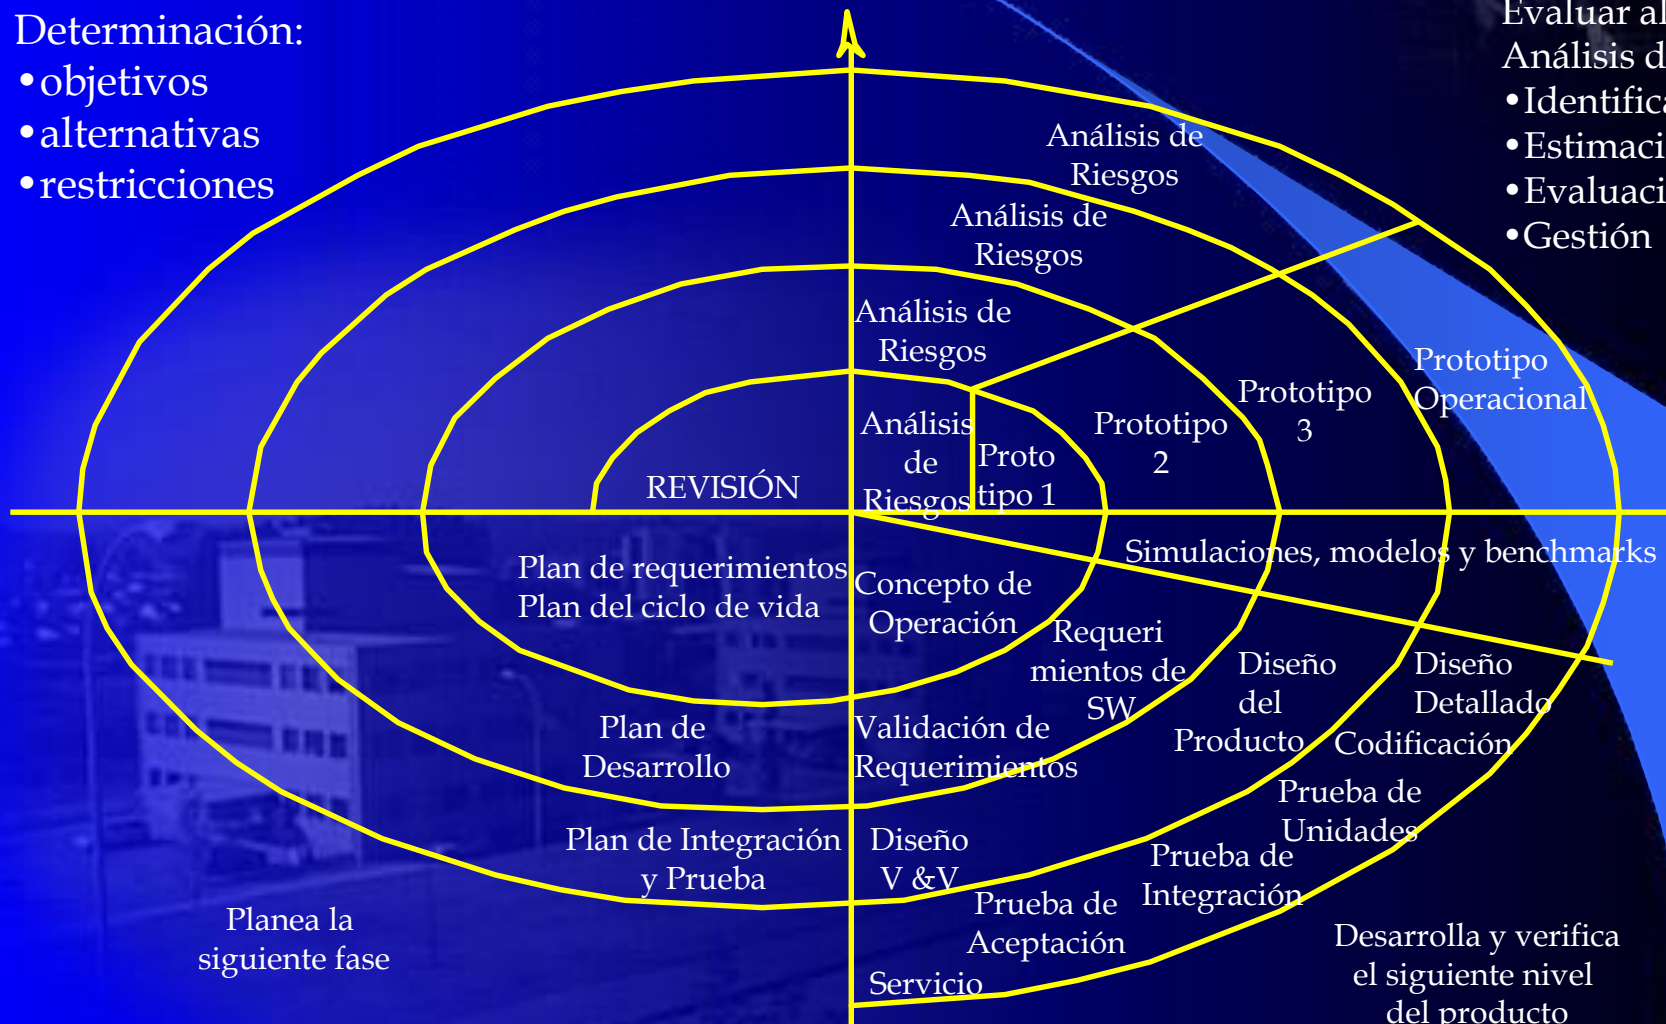 Determinación:
•objetivos
•alternativas
•restricciones
Evaluar
Análisis
•Gestión
Análisis de
Riesgos
Análisis de
Riesgos
Análisis de
Riesgos
Análisis
de
Riesgos
Proto
tipo 1
Prototipo
2
Prototipo
3
Prototipo
Operacional
REVISIÓN
Simulaciones, modelos y benchmarks
Plan de requerimientos
Plan del ciclo de vida
Concepto de
Operación
Requeri
mientos de
SW
Diseño
del
Producto
Diseño
Detallado
Codificación
Plan de
Desarrollo
Validación de
Requerimientos
Prueba de
Unidades
Plan de Integración
y Prueba
Diseño
V &V
Prueba de
Integración
Prueba de
Aceptación
Servicio
Planea la
siguiente fase
Desarrolla y verifica
el siguiente nivel
del producto